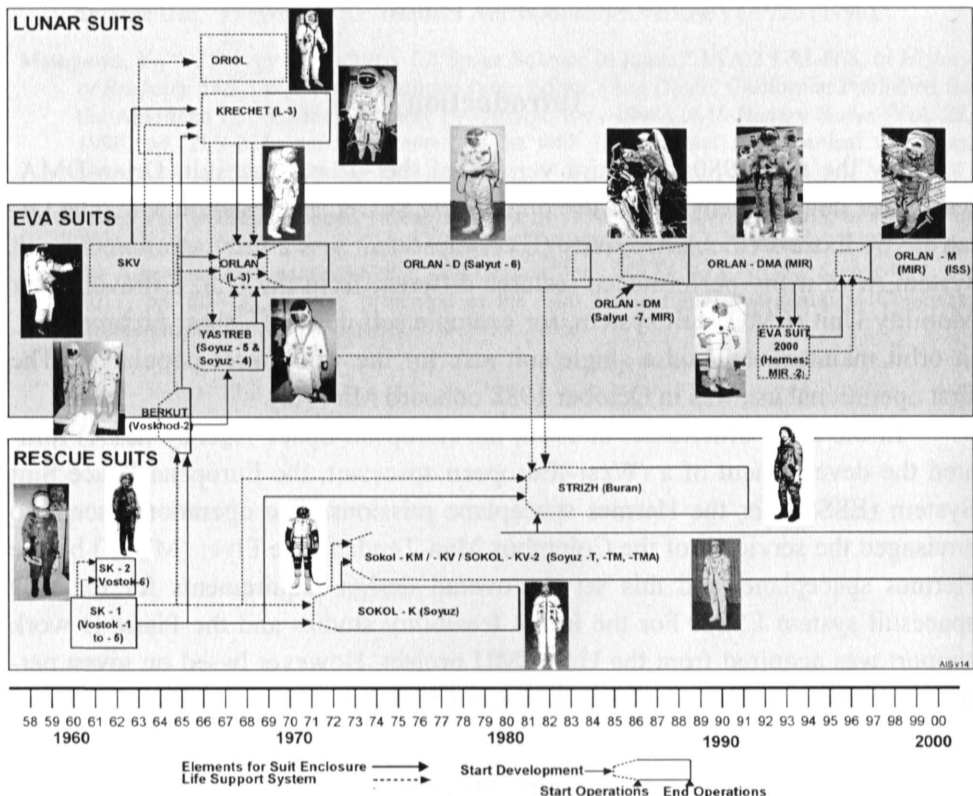 LUNAR SUITS
ORIOL
KRECHET - 94
EVA SUITS
SKV
ORLAN
(L-3)
ORLAN - D (Salyut -6, -7)
ORLAN - DMA (MIR)
ORLAN - M
(MIR) (ISS)
ORLAN - DM
(Salyut -7, MIR)
YASTREB
(Soyuz - 5 &
Soyuz - 4)
EVA SUIT
2000
(Hermes,
MIR -2)
BERKUT
(Voskhod-2)
RESCUE SUITS
STRIZH (Buran)
SK - 2
(Vostok-6)
SOKOL - KM, - KV
SOKOL - KV - 2 (Soyuz -T, -TM, -TMA)
SK - 1
(Vostok -1
to - 6)
SOKOL - K (Soyuz)
AIS v14
58 59 60 61 62 63 64 65 66 67 68 69 70 71 72 73 74 75 76 77 78 79 80 81 82 83 84 85 86 87 88 89 90 91 92 93 94 95 96 97 98 99 00
1960 1970 1980 1990 2000
Elements for Suit Enclosure
Life Support System
Start Development
Start Operations End Operations